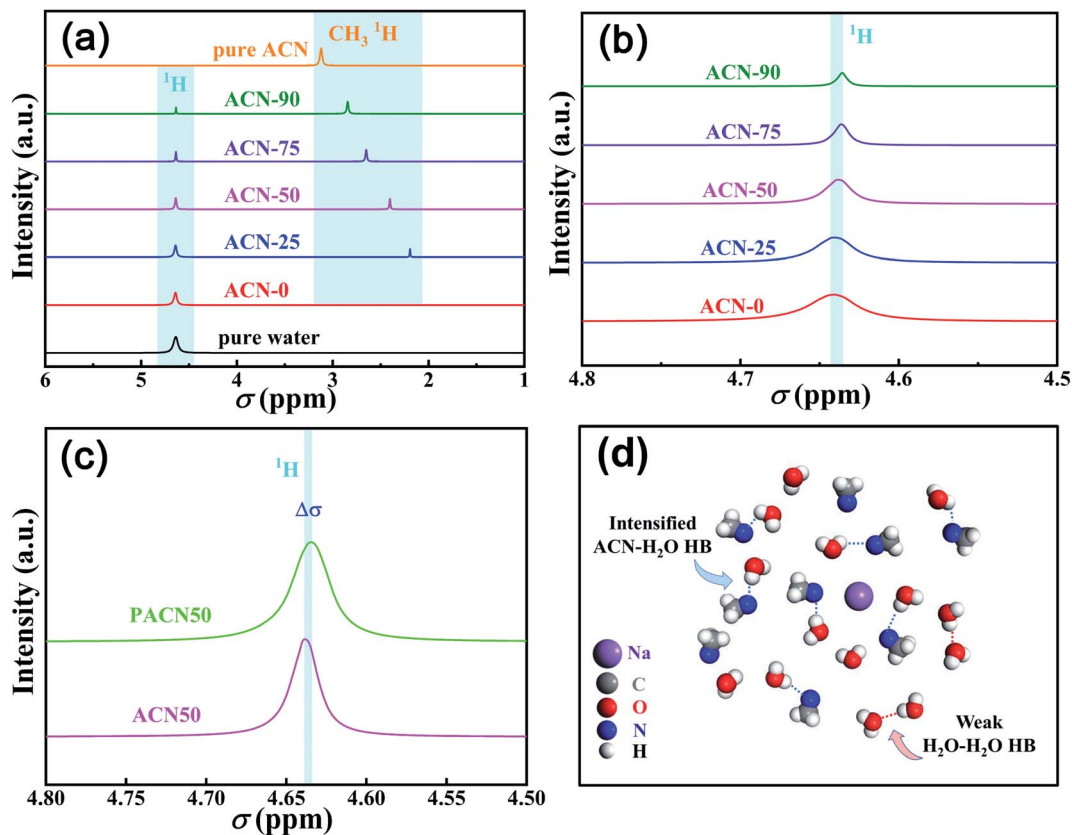 (a)
pure ACN
CH₃ ¹H
¹H
ACN-90
ACN-75
ACN-50
ACN-25
ACN-0
pure water
Intensity (a.u.)
6 5 4 3 2 1
σ (ppm)
(b)
¹H
ACN-90
ACN-75
ACN-50
ACN-25
ACN-0
Intensity (a.u.)
4.8 4.7 4.6 4.5
σ (ppm)
(c)
¹H
Δσ
PACN50
ACN50
Intensity (a.u.)
4.80 4.75 4.70 4.65 4.60 4.55 4.50
σ (ppm)
(d)
Intensified
ACN-H₂O HB
Na
C
O
N
H
Weak
H₂O-H₂O HB